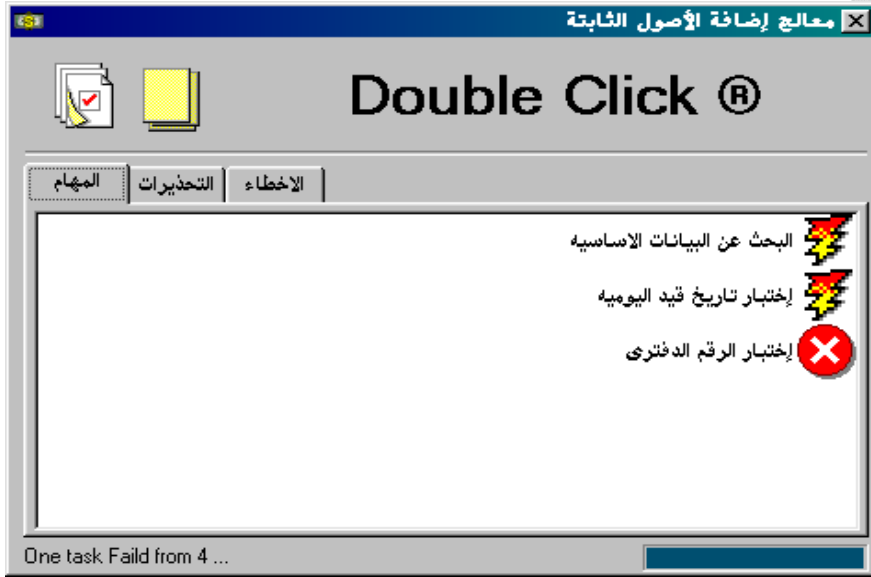 معالج إضافة الأصول الثابتة
Double Click ®
المهام
التحذيرات
الاخطاء
البحث عن البيانات الاساسيه
إختبار تاريخ قيد اليوميه
إختبار الرقم الدفترى
One task Faild from 4 ...